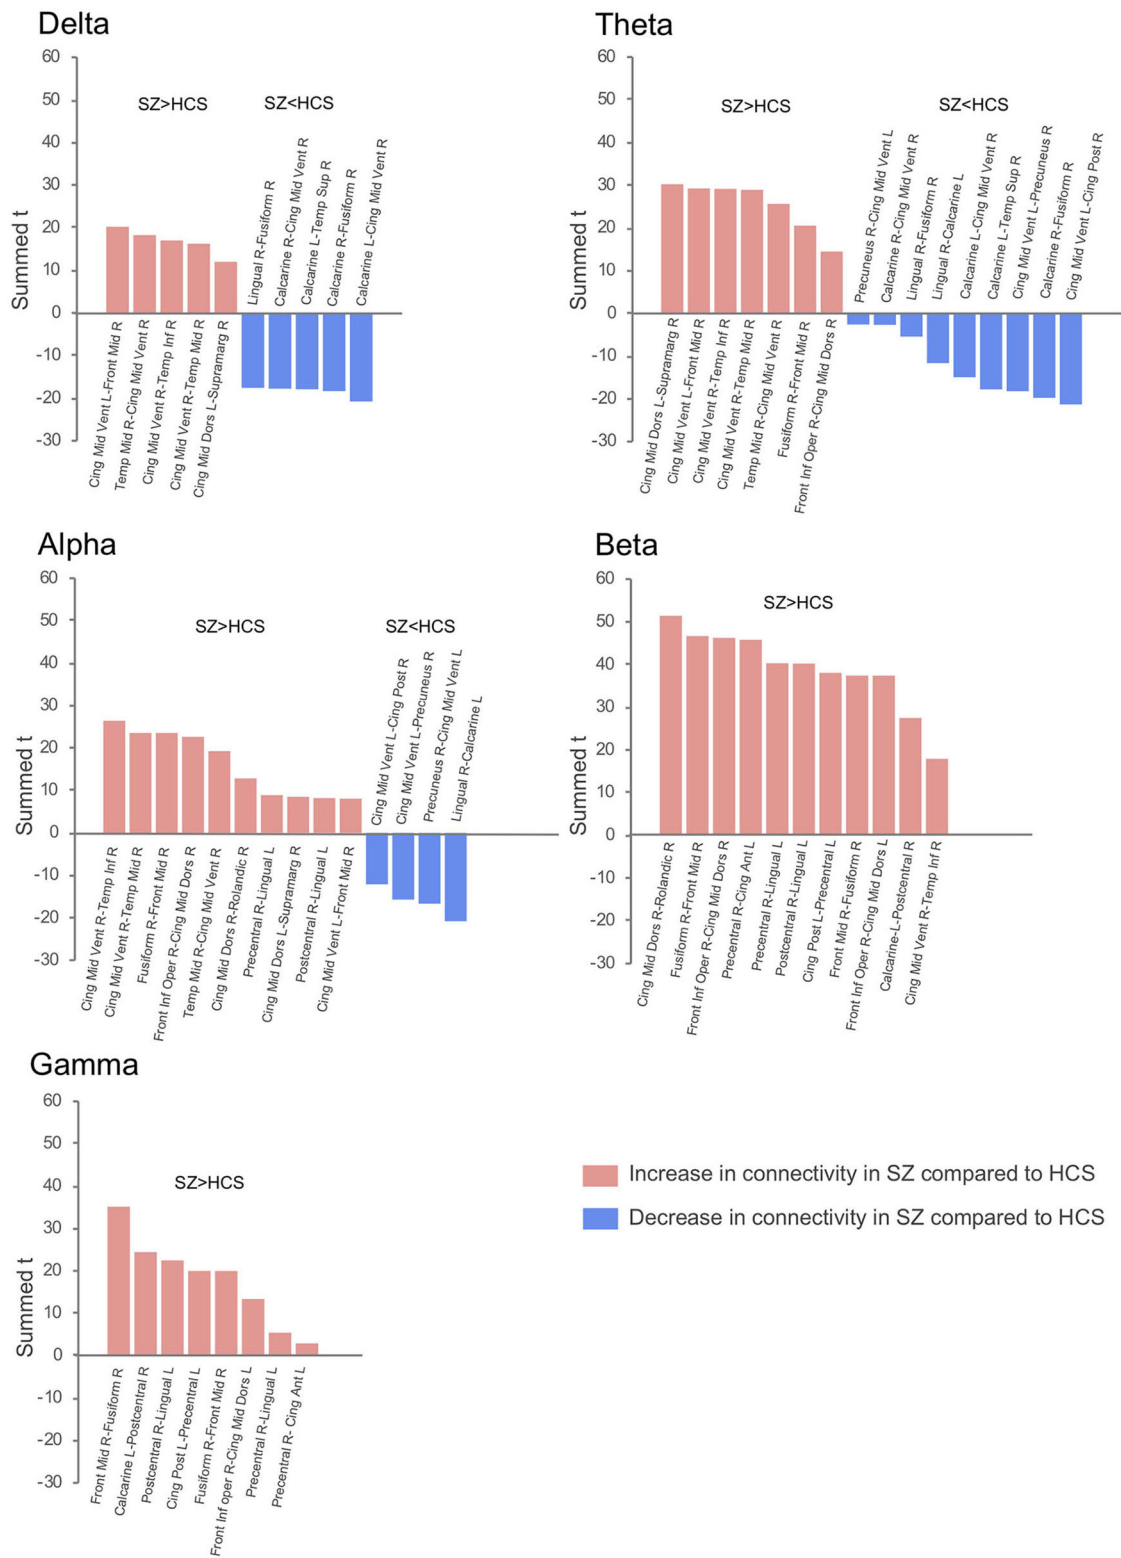 Delta
60
50
40
30
20
10
0
-10
-20
-30
Summed t
SZ>HCS
SZ<HCS
Cing Mid Vent L-Front Mid R
Temp Mid R-Cing Mid Vent R
Cing Mid Vent R-Temp Inf R
Cing Mid Vent R-Temp Mid R
Cing Mid Dors L-Supramarg R
Lingual R-Fusiform R
Calcarine R-Cing Mid Vent R
Calcarine L-Temp Sup R
Calcarine R-Fusiform R
Calcarine L-Cing Mid Vent R
Theta
60
50
40
30
20
10
0
-10
-20
-30
Summed t
SZ>HCS
SZ<HCS
Cing Mid Dors L-Supramarg R
Cing Mid Vent L-Front Mid R
Cing Mid Vent R-Temp Inf R
Cing Mid Vent R-Temp Mid R
Temp Mid R-Cing Mid Vent R
Fusiform R-Front Mid R
Front Inf Oper R-Cing Mid Dors R
Precuneus R-Cing Mid Vent L
Calcarine R-Cing Mid Vent R
Lingual R-Fusiform R
Lingual R-Calcarine L
Calcarine L-Cing Mid Vent R
Calcarine L-Temp Sup R
Cing Mid Vent L-Precuneus R
Calcarine R-Fusiform R
Cing Mid Vent L-Cing Post R
Alpha
60
50
40
30
20
10
0
-10
-20
-30
Summed t
SZ>HCS
SZ<HCS
Cing Mid Vent R-Temp Inf R
Cing Mid Vent R-Temp Mid R
Fusiform R-Front Mid R
Front Inf Oper R-Cing Mid Dors R
Temp Mid R-Cing Mid Vent R
Cing Mid Dors R-Rolandic R
Precentral R-Lingual L
Cing Mid Dors L-Supramarg R
Postcentral R-Lingual L
Cing Mid Vent L-Front Mid R
Cing Mid Vent L-Cing Post R
Cing Mid Vent L-Precuneus R
Precuneus R-Cing Mid Vent L
Lingual R-Calcarine L
Beta
60
50
40
30
20
10
0
-10
-20
-30
Summed t
SZ>HCS
Cing Mid Dors R-Rolandic R
Fusiform R-Front Mid R
Front Inf Oper R-Cing Mid Dors R
Precentral R-Cing Ant L
Precentral R-Lingual L
Postcentral R-Lingual L
Cing Post L-Precentral L
Front Mid R-Fusiform R
Front Inf Oper R-Cing Mid Dors L
Calcarine-L-Postcentral R
Cing Mid Vent R-Temp Inf R
Gamma
60
50
40
30
20
10
0
-10
-20
-30
Summed t
SZ>HCS
Front Mid R-Fusiform R
Calcarine L-Postcentral R
Postcentral R-Lingual L
Cing Post L-Precentral L
Fusiform R-Front Mid R
Front Inf oper R-Cing Mid Dors L
Precentral R-Lingual L
Precentral R- Cing Ant L
Increase in connectivity in SZ compared to HCS
Decrease in connectivity in SZ compared to HCS